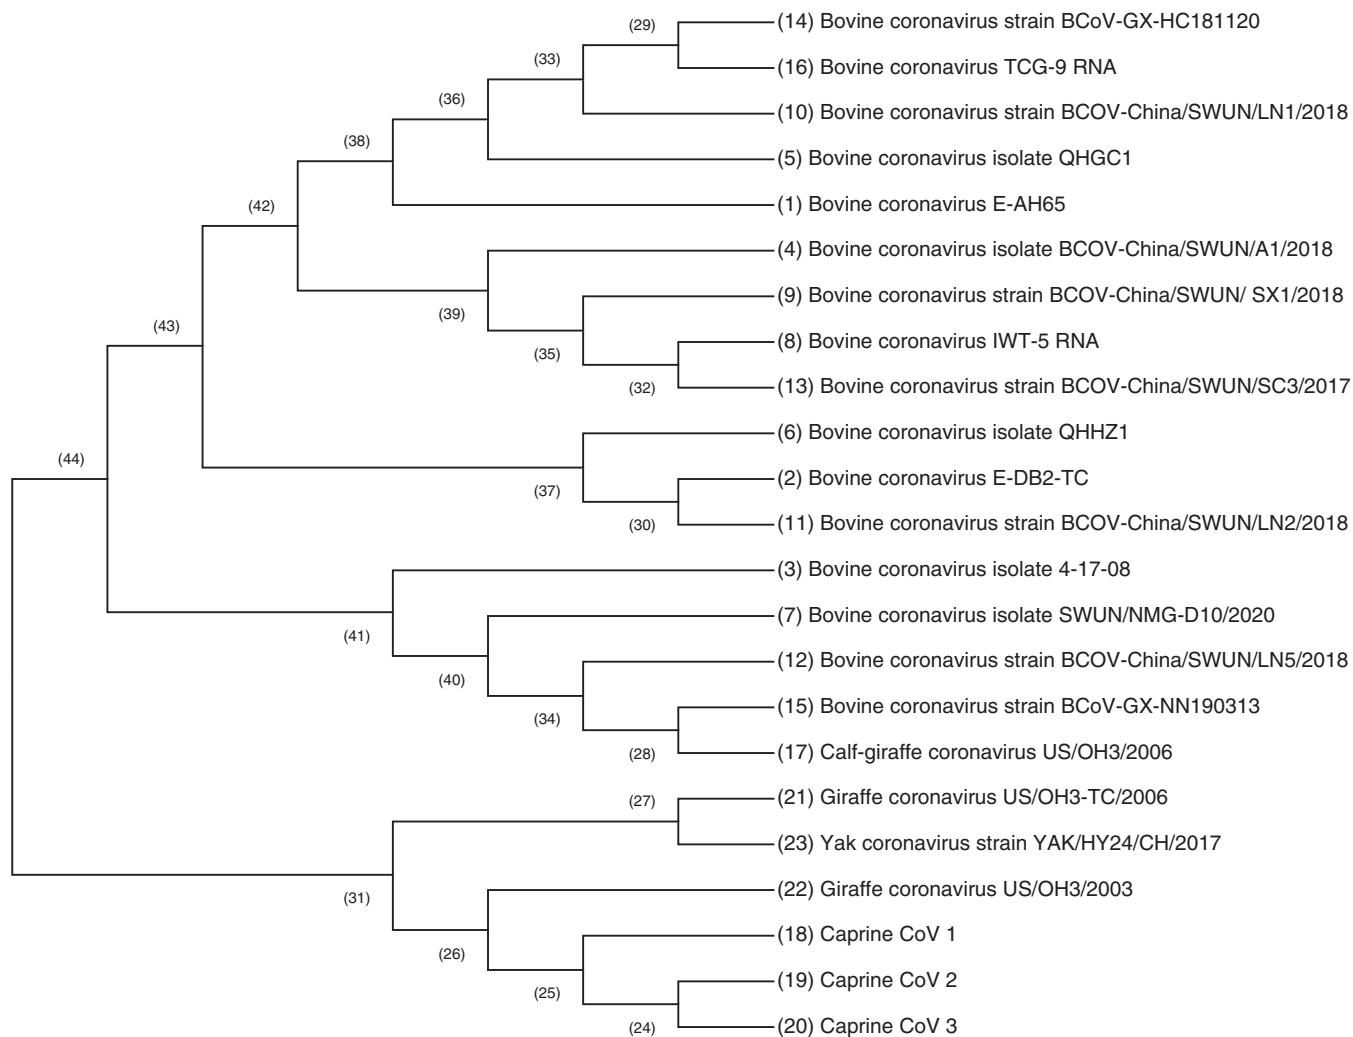 (29)
(14) Bovine coronavirus strain BCoV-GX-HC181120
(33)
(16) Bovine coronavirus TCG-9 RNA
(36)
(10) Bovine coronavirus strain BCOV-China/SWUN/LN1/2018
(38)
(5) Bovine coronavirus isolate QHGC1
(42)
(1) Bovine coronavirus E-AH65
(4) Bovine coronavirus isolate BCOV-China/SWUN/A1/2018
(39)
(9) Bovine coronavirus strain BCOV-China/SWUN/ SX1/2018
(43)
(35)
(8) Bovine coronavirus IWT-5 RNA
(32)
(13) Bovine coronavirus strain BCOV-China/SWUN/SC3/2017
(6) Bovine coronavirus isolate QHHZ1
(44)
(37)
(2) Bovine coronavirus E-DB2-TC
(30)
(11) Bovine coronavirus strain BCOV-China/SWUN/LN2/2018
(3) Bovine coronavirus isolate 4-17-08
(41)
(7) Bovine coronavirus isolate SWUN/NMG-D10/2020
(40)
(12) Bovine coronavirus strain BCOV-China/SWUN/LN5/2018
(34)
(15) Bovine coronavirus strain BCoV-GX-NN190313
(28)
(17) Calf-giraffe coronavirus US/OH3/2006
(27)
(21) Giraffe coronavirus US/OH3-TC/2006
(23) Yak coronavirus strain YAK/HY24/CH/2017
(31)
(22) Giraffe coronavirus US/OH3/2003
(26)
(18) Caprine CoV 1
(25)
(19) Caprine CoV 2
(24)
(20) Caprine CoV 3